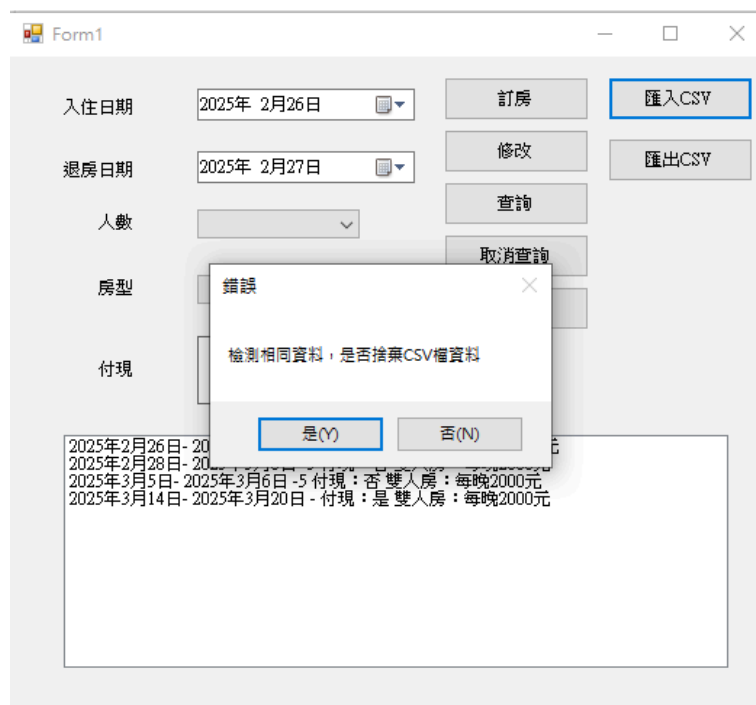 Form1
入住日期
2025年 2月26日
訂房
匯入CSV
退房日期
2025年 2月27日
修改
匯出CSV
人數
查詢
取消查詢
房型
付現
錯誤
檢測相同資料，是否捨棄CSV檔資料
是(Y)
否(N)
2025年2月26日- 20
2025年2月28日- 20
2025年3月5日- 2025年3月6日 -5 付現：否 雙人房：每晚2000元
2025年3月14日- 2025年3月20日 - 付現：是 雙人房：每晚2000元